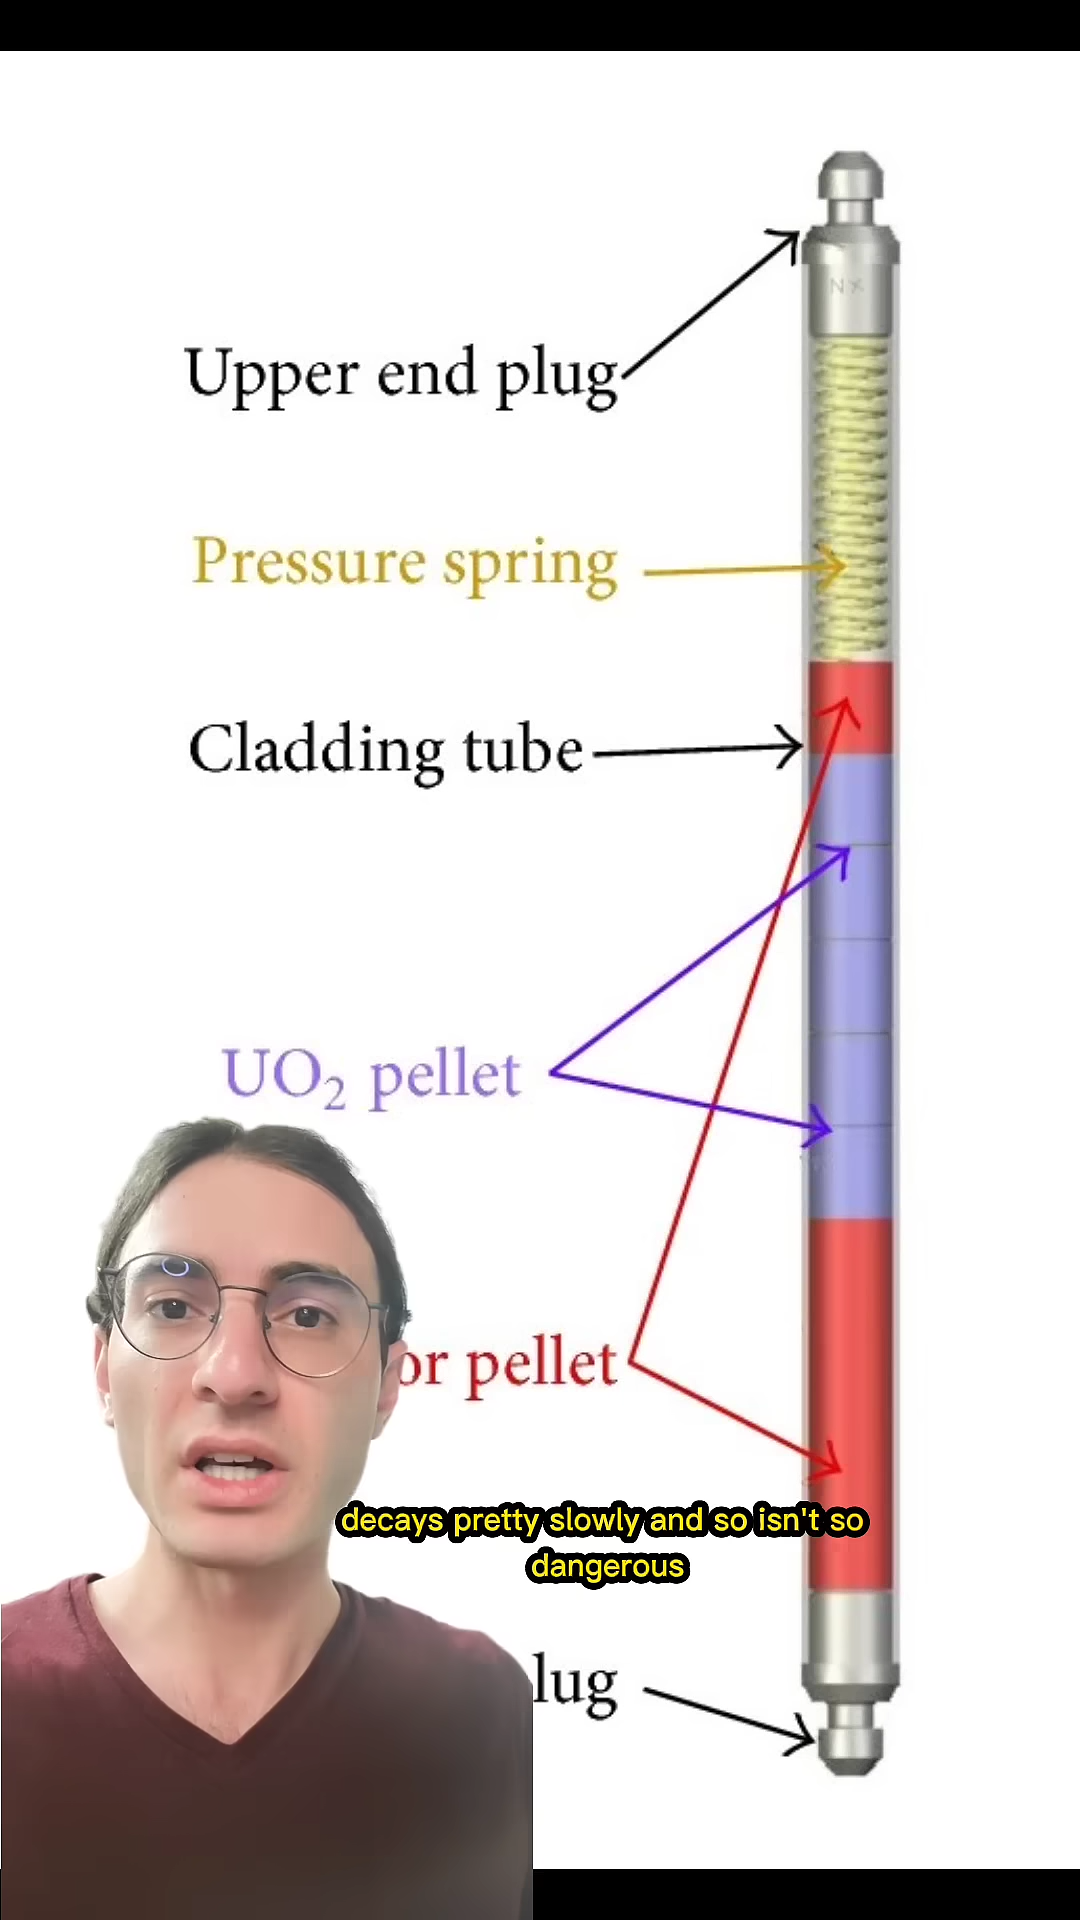 Upper end plug
Pressure spring
Cladding tube
UO₂ pellet
or pellet
decays pretty slowly and so isn't so
dangerous
lug